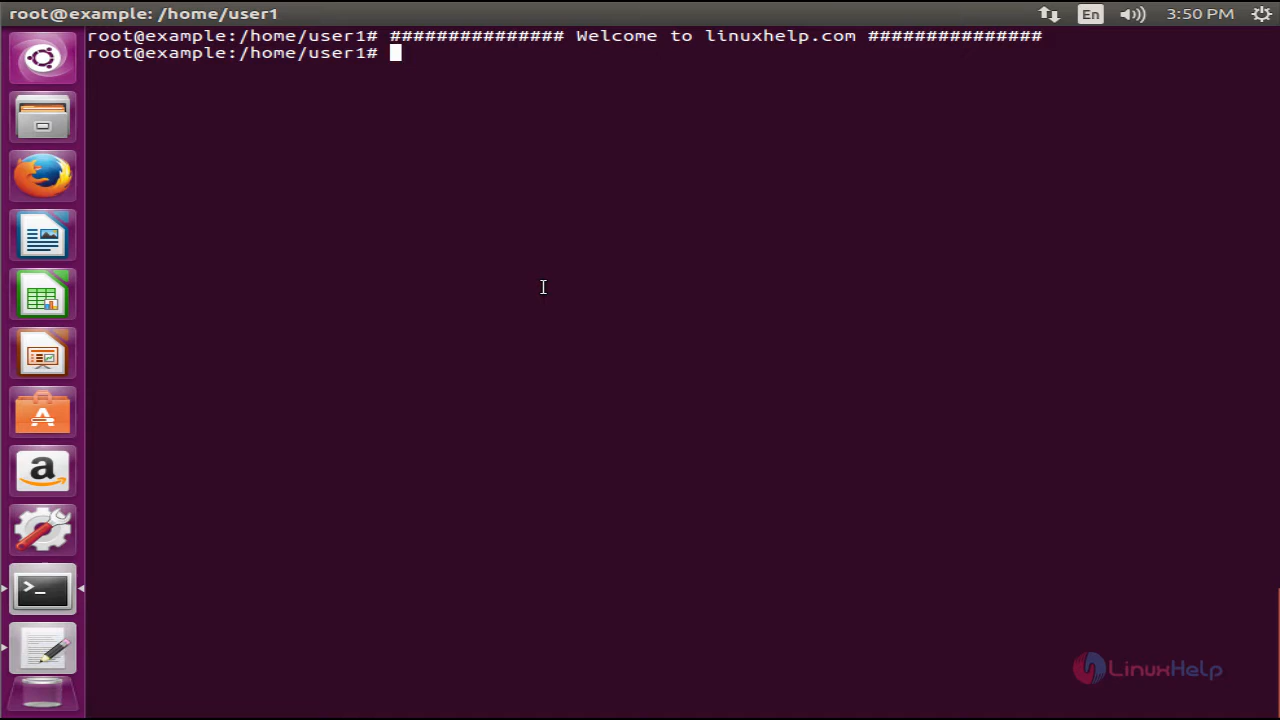 root@example: /home/user1
En
3:50 PM
root@example:/home/user1# ############### Welcome to linuxhelp.com ###############
root@example:/home/user1#
A
a
>_
LinuxHelp